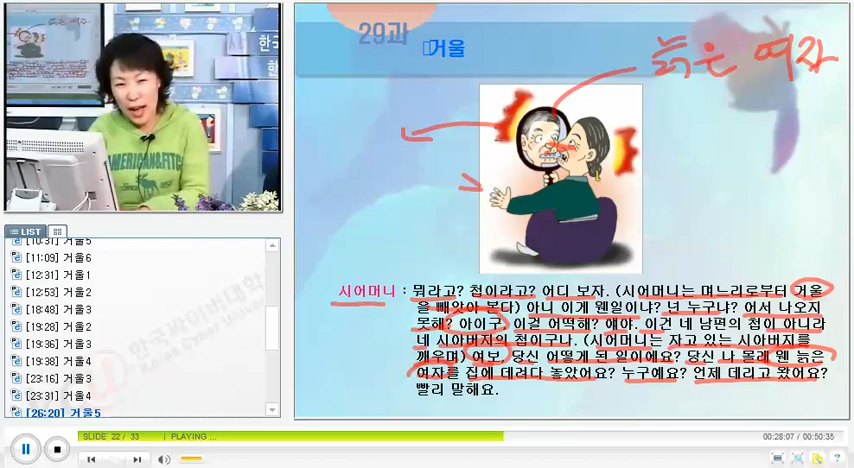 29과
거울
늙은 여자
AMERICAN&FITC
LIST
[10:31] 거울5
[11:09] 거울6
[12:31] 거울1
[12:53] 거울2
[18:48] 거울3
[19:28] 거울2
[19:36] 거울3
[19:38] 거울4
[23:16] 거울3
[23:31] 거울4
[26:20] 거울5
시어머니 : 뭐라고? 첩이라고? 어디 보자. (시어머니는 며느리로부터 거울
을 빼앗아 본다) 아니 이게 웬일이냐? 넌 누구냐? 어서 나오지
못해? 아이구 이걸 어떡해? 얘야. 이건 네 남편의 첩이 아니라
네 시아버지의 첩이구나. (시어머니는 자고 있는 시아버지를
깨우며) 여보, 당신 어떻게 된 일이에요? 당신 나 몰래 웬 늙은
여자를 집에 데려다 놓았어요? 누구예요? 언제 데리고 왔어요?
빨리 말해요.
SLIDE 22 / 33 | PLAYING ...
00:28:07 / 00:50:35